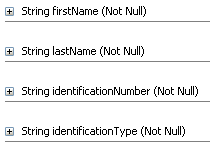 String firstName (Not Null)
String lastName (Not Null)
String identificationNumber (Not Null)
String identificationType (Not Null)